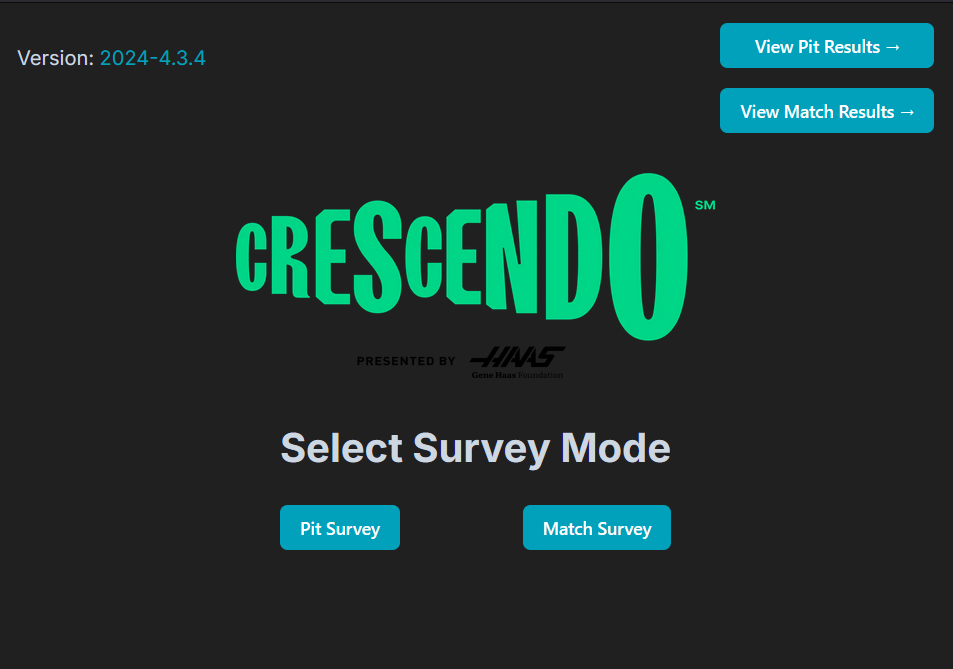 Version: 2024-4.3.4
View Pit Results →
View Match Results →
CRESCENDO SM
PRESENTED BY HAAS
Gene Haas Foundation
Select Survey Mode
Pit Survey
Match Survey